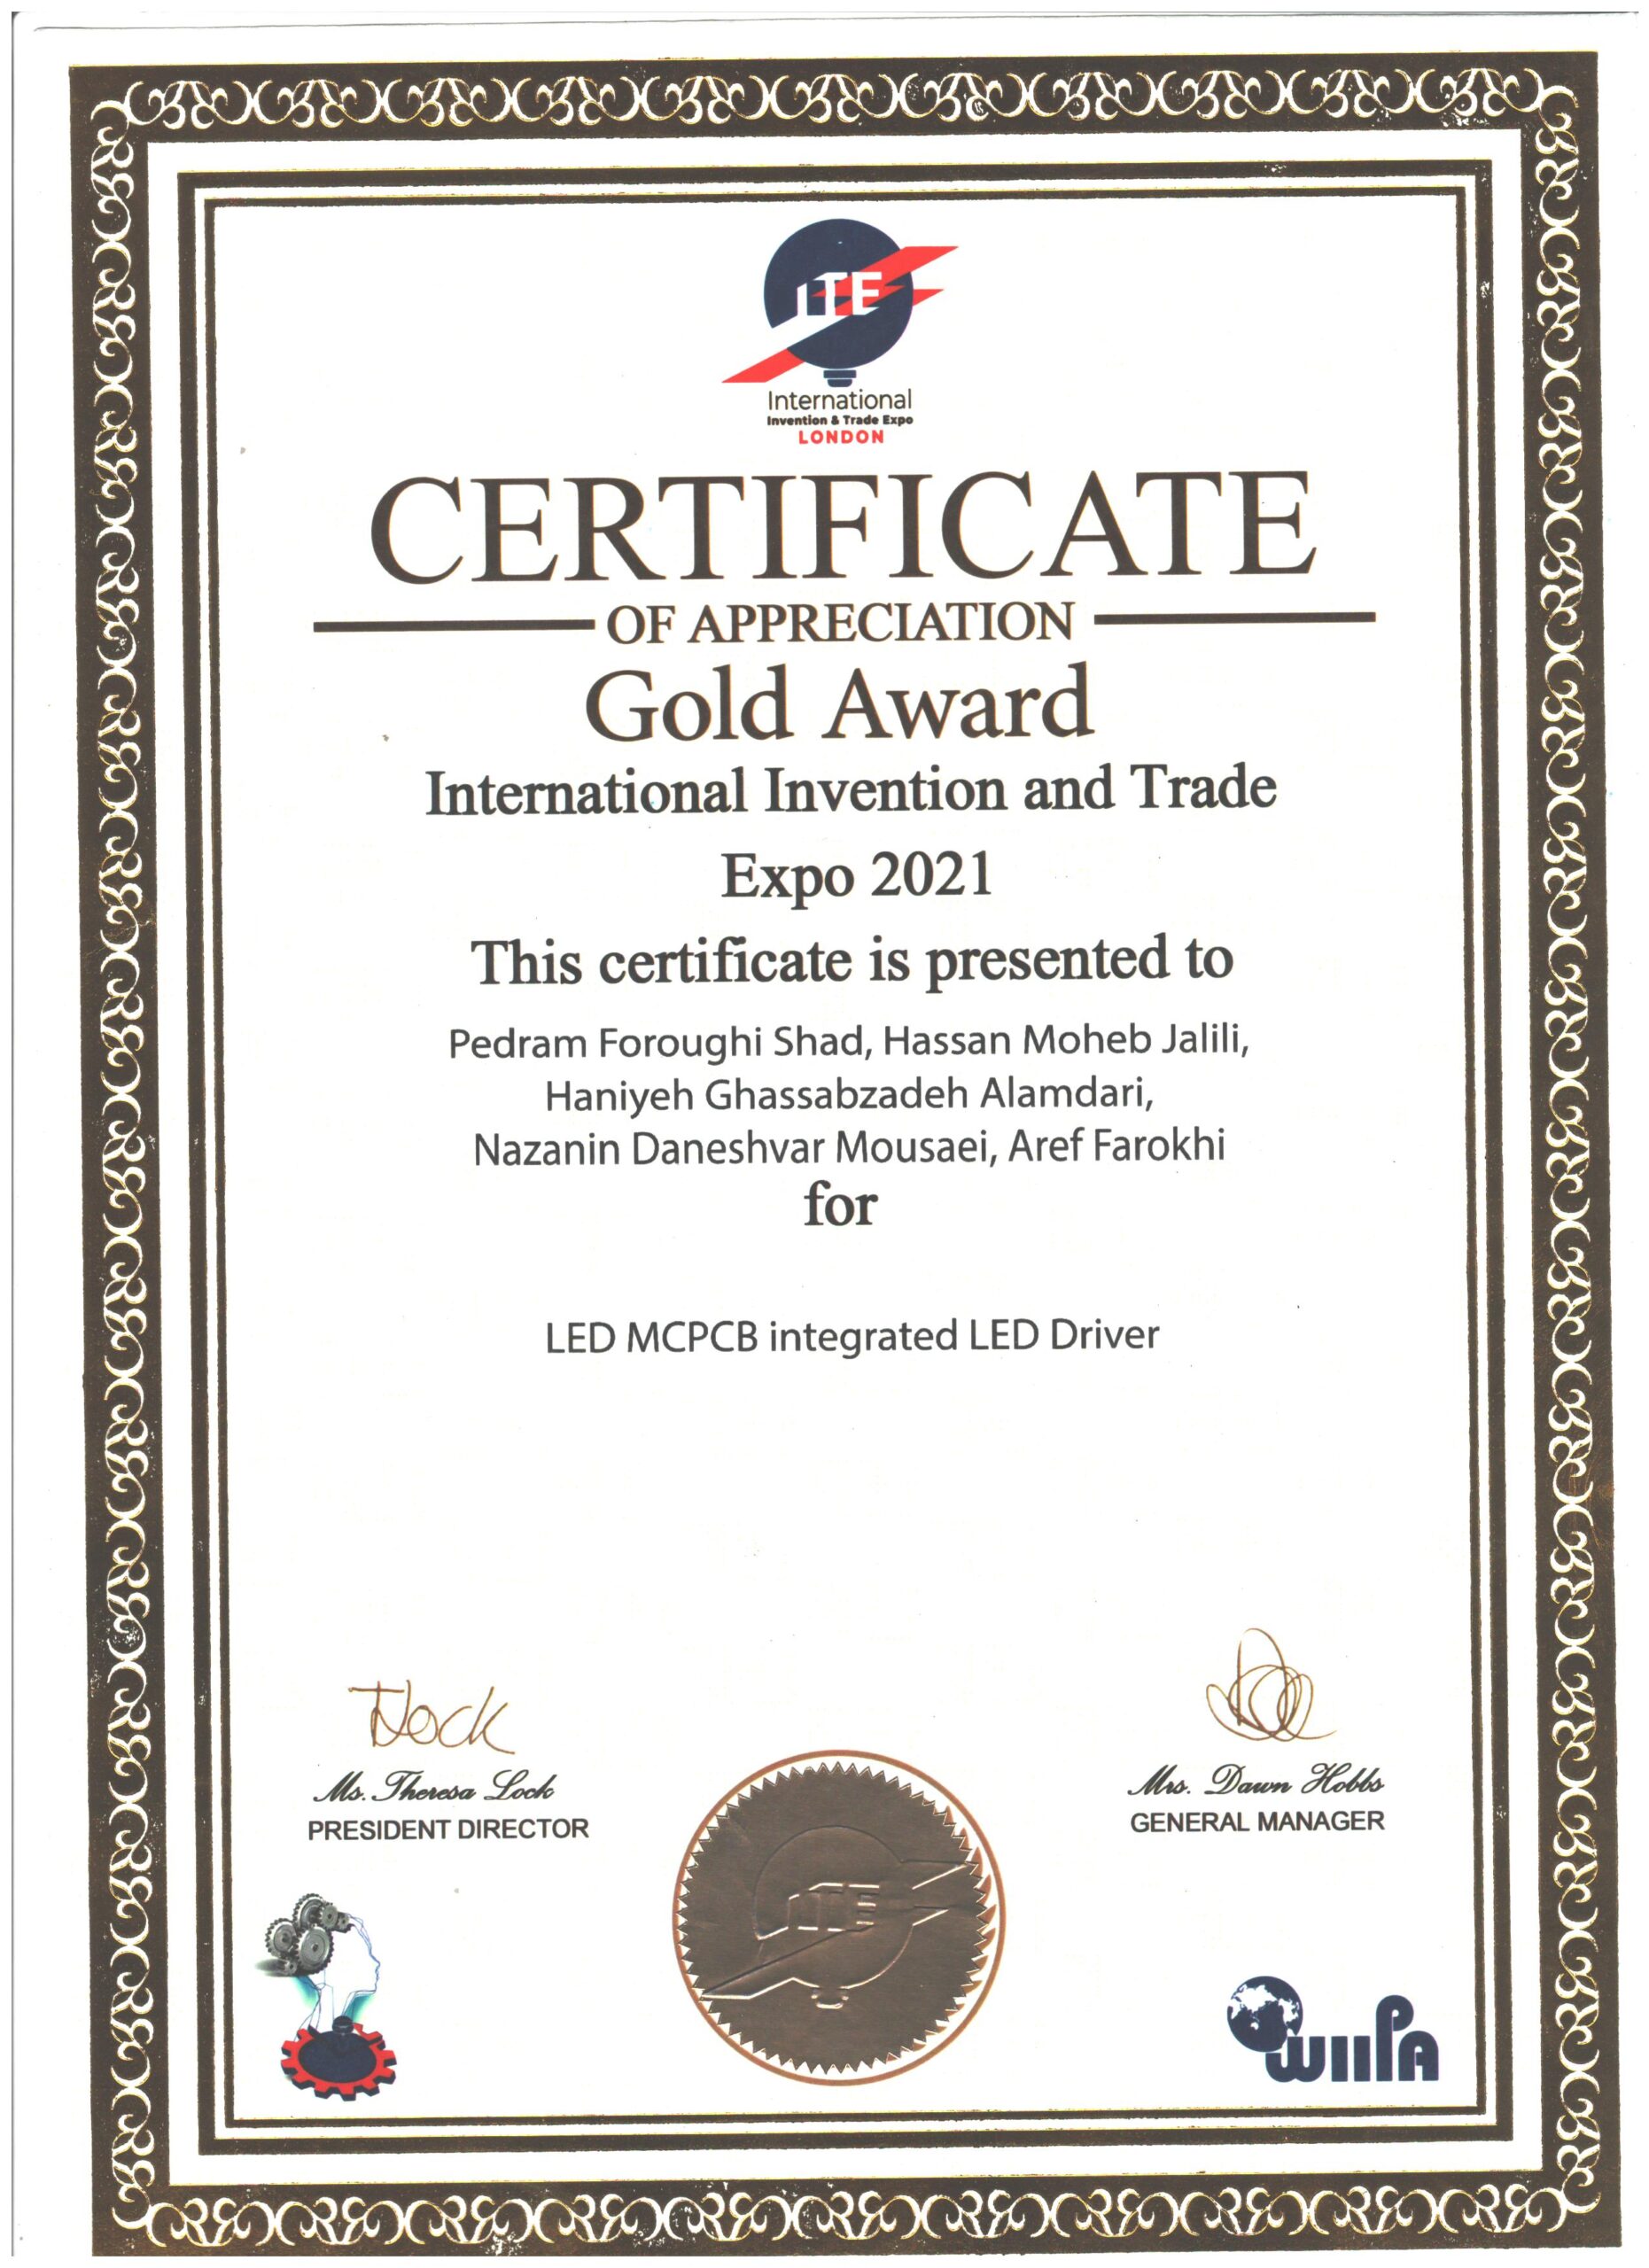 ITE
International
Invention & Trade Expo
LONDON
CERTIFICATE
OF APPRECIATION
Gold Award
International Invention and Trade
Expo 2021
This certificate is presented to
Pedram Foroughi Shad, Hassan Moheb Jalili,
Haniyeh Ghassabzadeh Alamdari,
Nazanin Daneshvar Mousaei, Aref Farokhi
for
LED MCPCB integrated LED Driver
TLock
Ms. Theresa Lock
PRESIDENT DIRECTOR
Mrs. Dawn Hobbs
GENERAL MANAGER
ITE
WIIPA